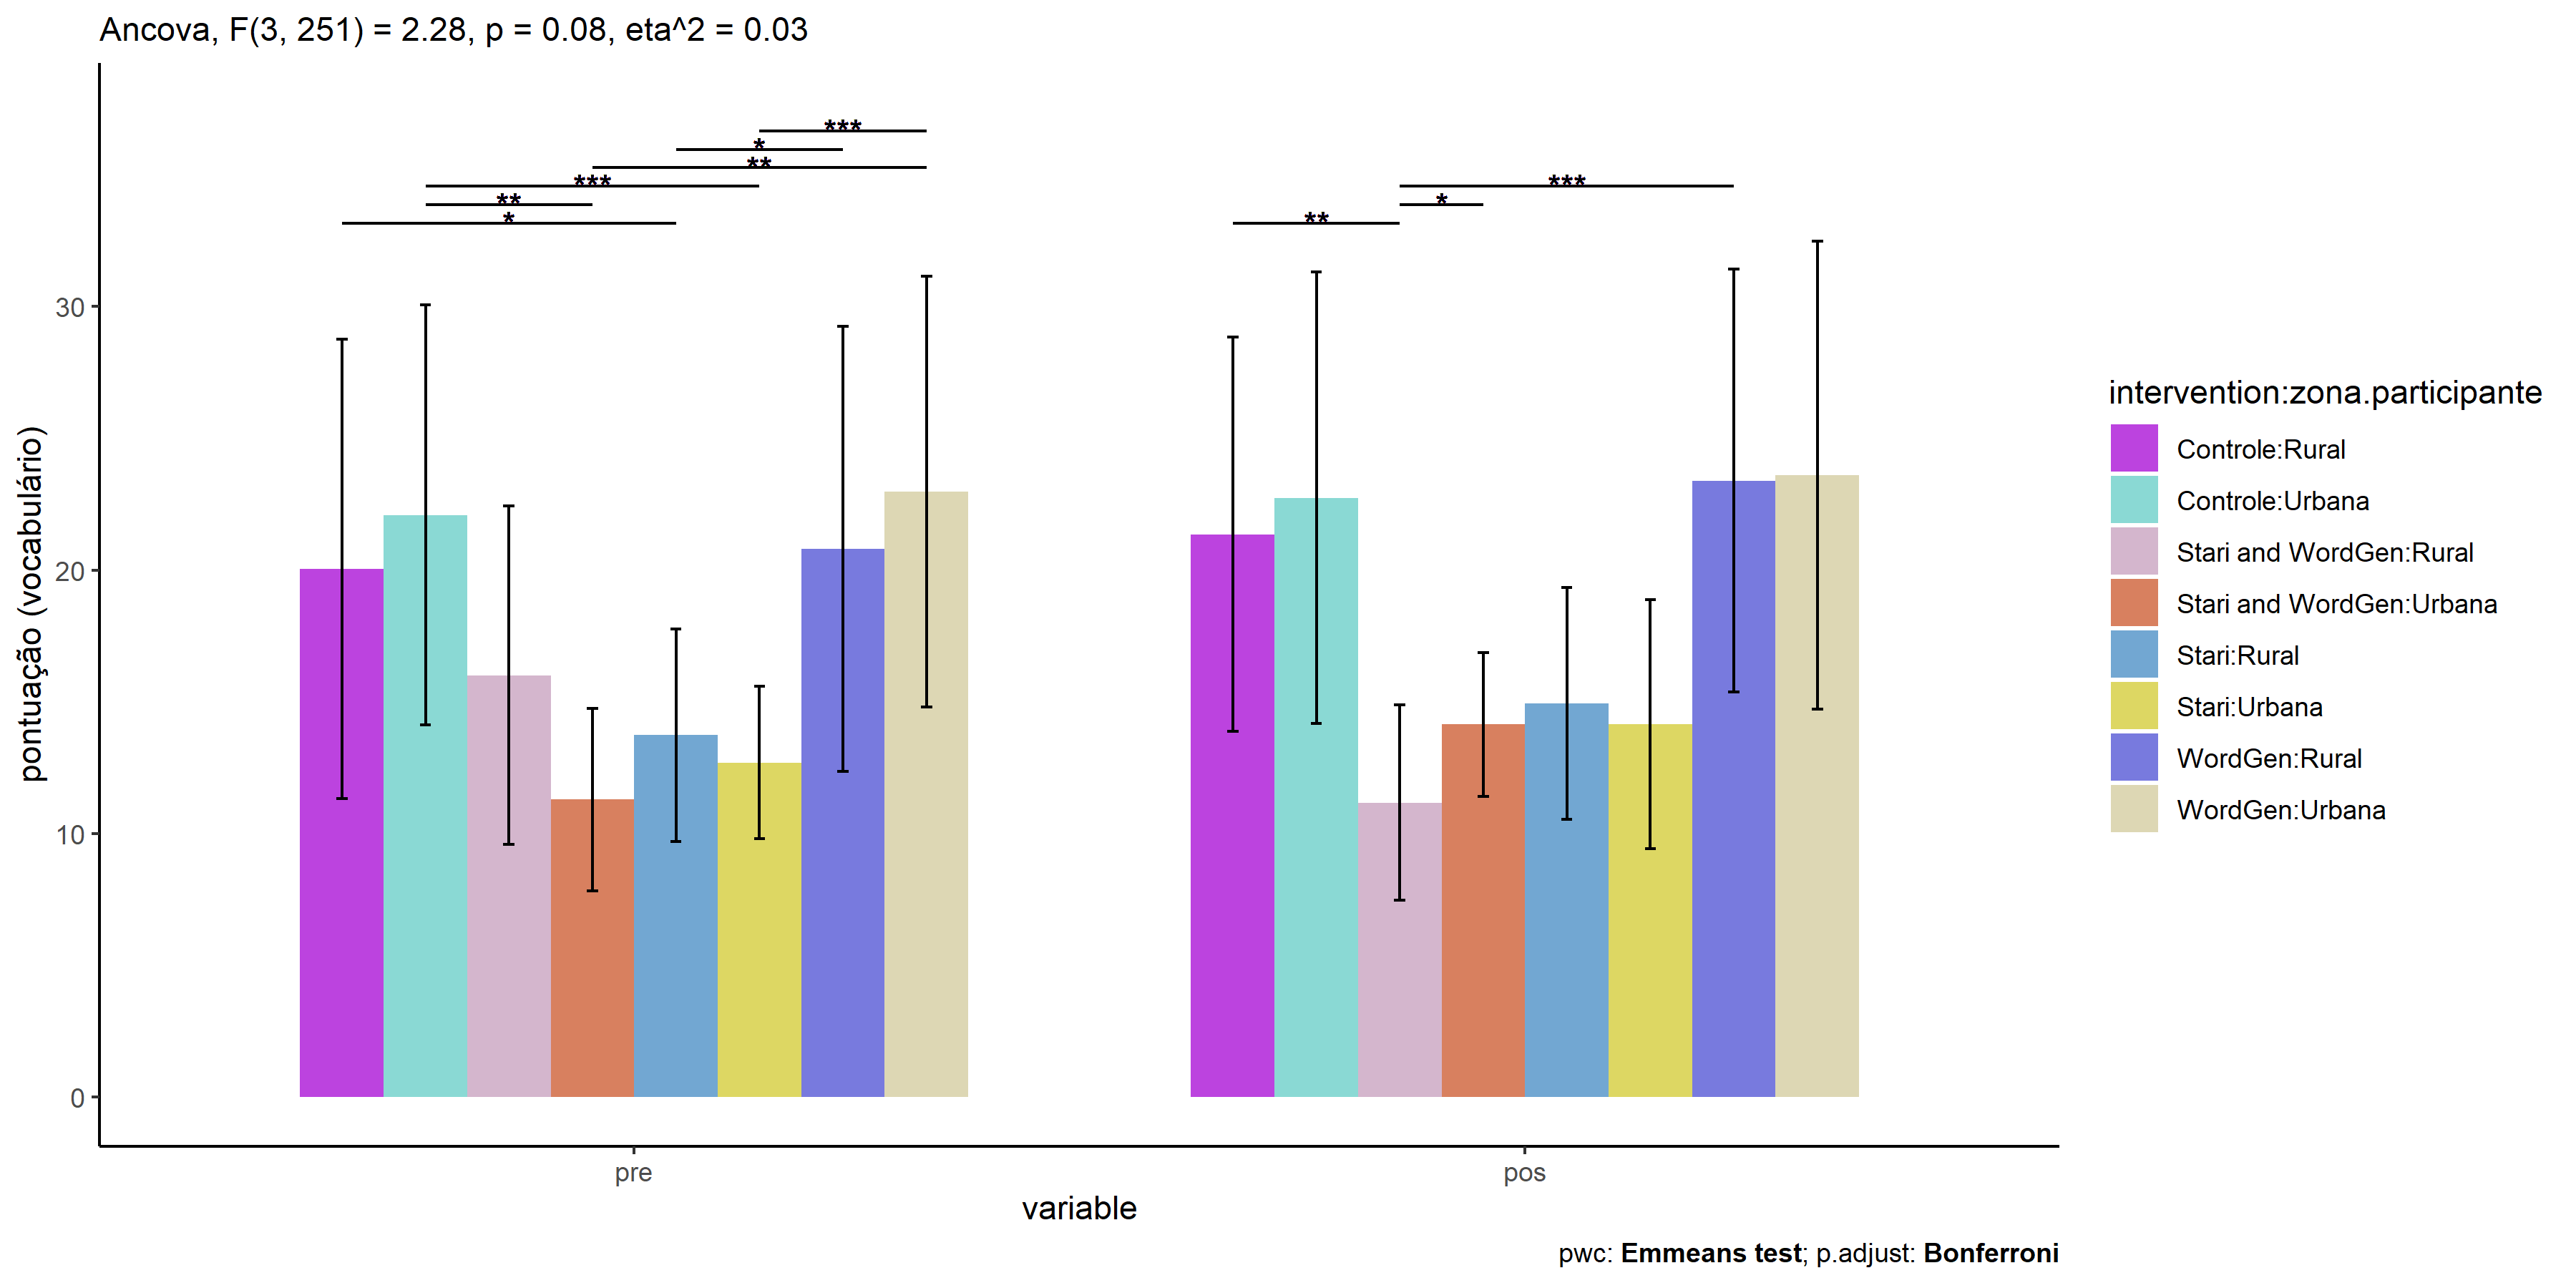 Ancova, F(3, 251) = 2.28, p = 0.08, eta^2 = 0.03
pontuação (vocabulário)
30
20
10
0
***
*
**
***
**
*
***
*
**
pre
pos
variable
intervention:zona.participante
Controle:Rural
Controle:Urbana
Stari and WordGen:Rural
Stari and WordGen:Urbana
Stari:Rural
Stari:Urbana
WordGen:Rural
WordGen:Urbana
pwc: Emmeans test; p.adjust: Bonferroni